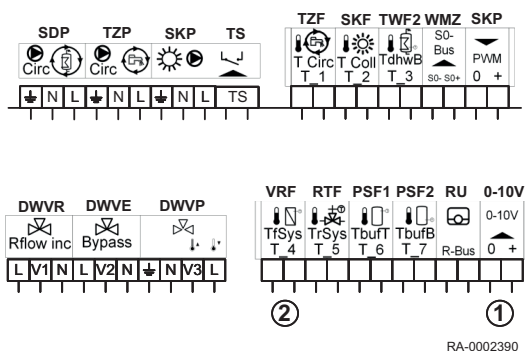 SDP TZP SKP TS
Circ Circ
N L N L N L TS
TZF SKF TWF2 WMZ SKP
S0-
Bus
T Circ T Coll TdhwB PWM
T_1 T_2 T_3 S0- S0+ 0 +
DWVR DWVE DWVP
Rflow inc Bypass
L V1 N L V2 N N V3 L
VRF RTF PSF1 PSF2 RU 0-10V
0-10V
TfSys TrSys TbufT TbufB
T_4 T_5 T_6 T_7 R-Bus 0 +
2 1
RA-0002390